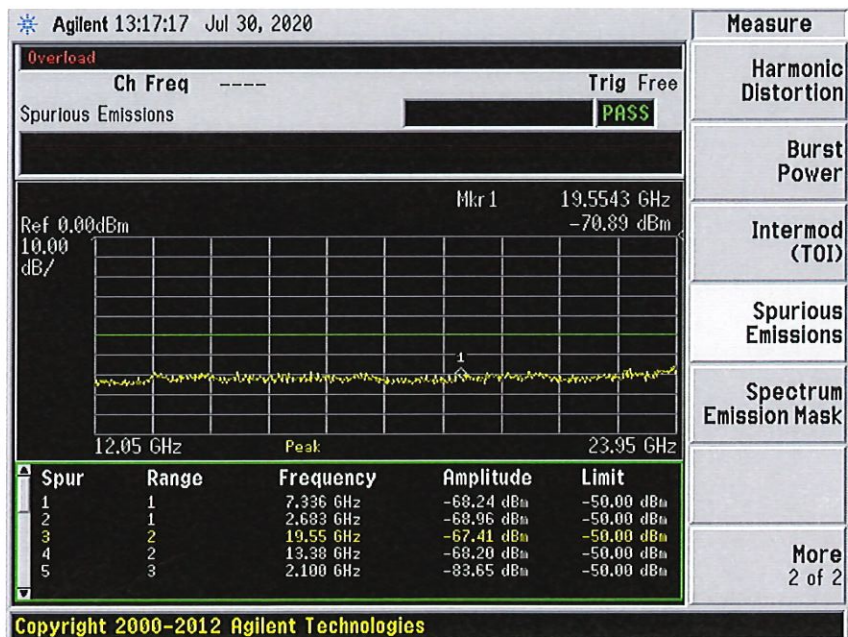 Agilent 13:17:17 Jul 30, 2020
Measure
Overload
Ch Freq ----
Trig Free
Spurious Emissions
PASS
Mkr1 19.5543 GHz
-70.89 dBm
Ref 0.00dBm
10.00
dB/
1
12.05 GHz
Peak
23.95 GHz
Spur Range Frequency Amplitude Limit
1 1 7.336 GHz -68.24 dBm -50.00 dBm
2 1 2.683 GHz -68.96 dBm -50.00 dBm
3 2 19.55 GHz -67.41 dBm -50.00 dBm
4 2 13.38 GHz -68.20 dBm -50.00 dBm
5 3 2.100 GHz -83.65 dBm -50.00 dBm
Harmonic
Distortion
Burst
Power
Intermod
(TOI)
Spurious
Emissions
Spectrum
Emission Mask
More
2 of 2
Copyright 2000-2012 Agilent Technologies